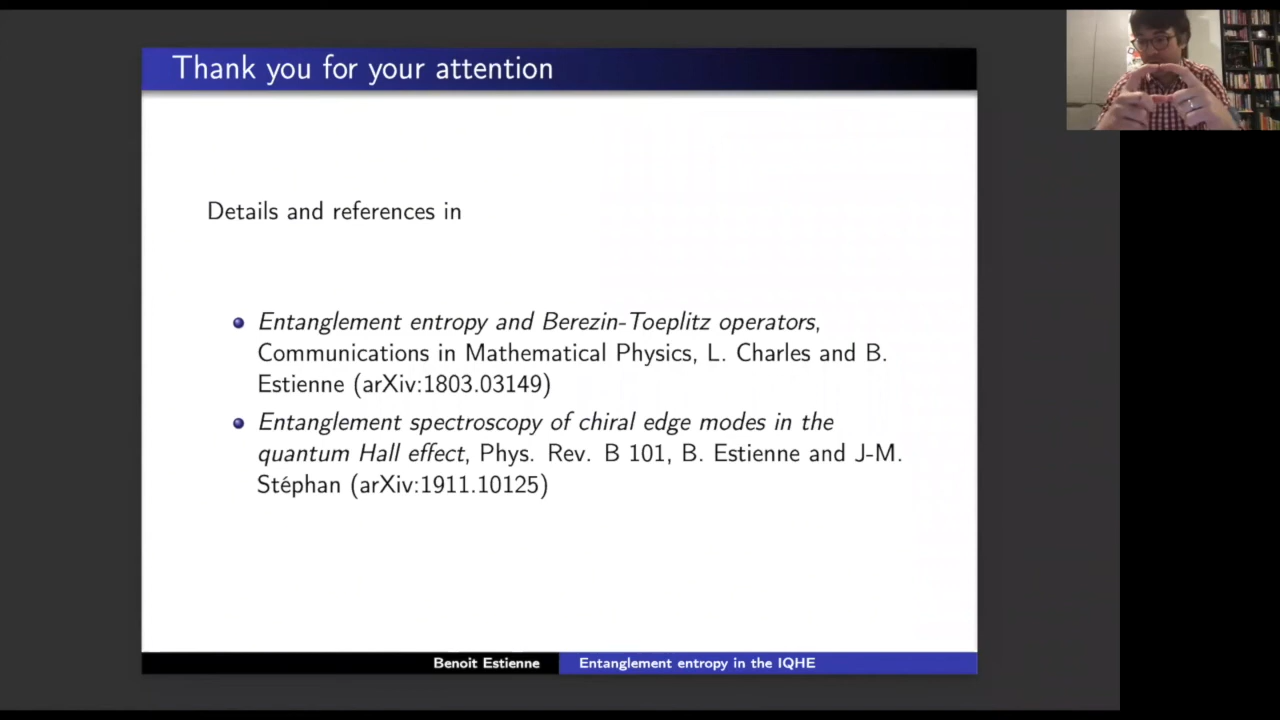 Thank you for your attention
Details and references in
Entanglement entropy and Berezin-Toeplitz operators,
Communications in Mathematical Physics, L. Charles and B.
Estienne (arXiv:1803.03149)
Entanglement spectroscopy of chiral edge modes in the
quantum Hall effect, Phys. Rev. B 101, B. Estienne and J-M.
Stéphan (arXiv:1911.10125)
Benoit Estienne
Entanglement entropy in the IQHE